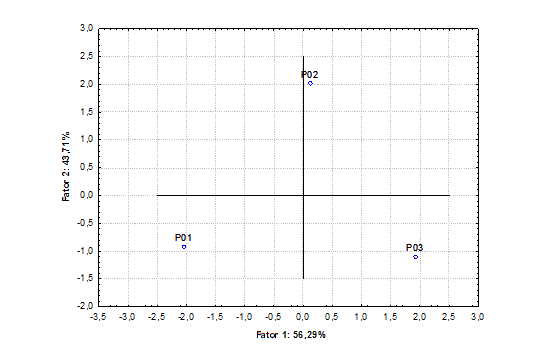 3,0
2,5
P02
2,0
1,5
1,0
0,5
0,0
-0,5
P01
P03
-1,0
-1,5
-2,0
-3,5 -3,0 -2,5 -2,0 -1,5 -1,0 -0,5 0,0 0,5 1,0 1,5 2,0 2,5 3,0
Fator 2: 43,71%
Fator 1: 56,29%